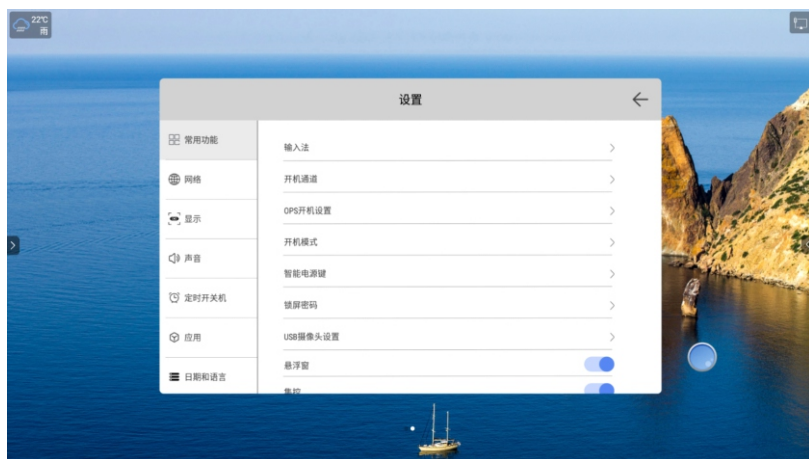 22℃
雨
设置
常用功能
网络
显示
声音
定时开关机
应用
日期和语言
输入法
开机通道
OPS开机设置
开机模式
智能电源键
锁屏密码
USB摄像头设置
悬浮窗
集控